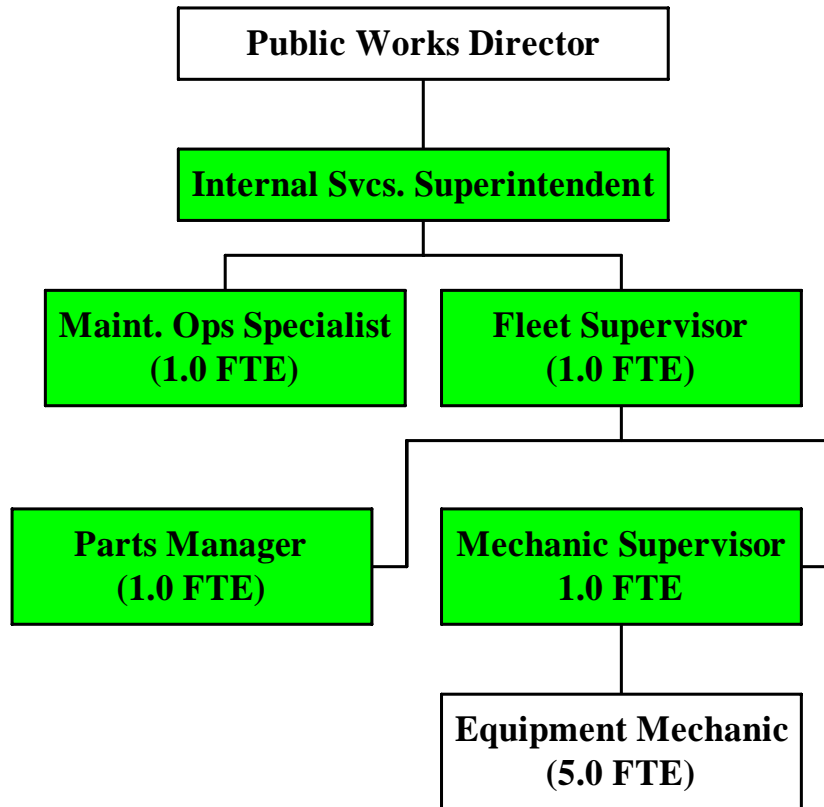 Public Works Director
Internal Svcs. Superintendent
Maint. Ops Specialist
(1.0 FTE)
Fleet Supervisor
(1.0 FTE)
Parts Manager
(1.0 FTE)
Mechanic Supervisor
1.0 FTE
Equipment Mechanic
(5.0 FTE)